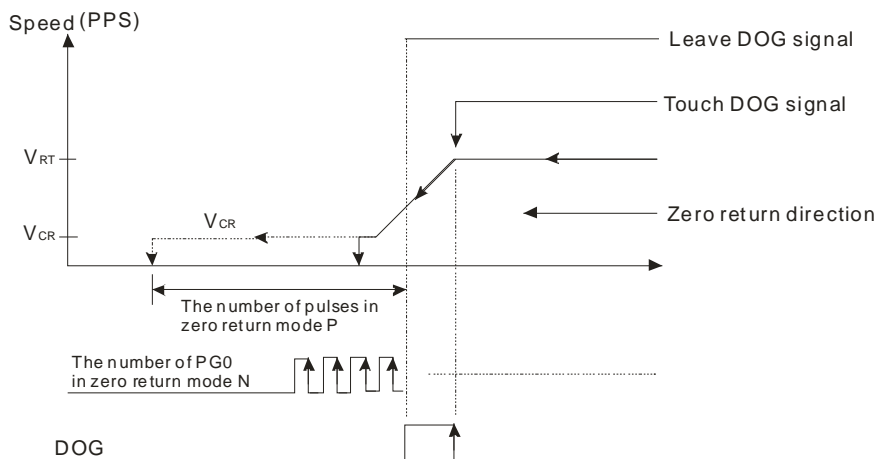 Speed (PPS)
Leave DOG signal
Touch DOG signal
VRT
VCR
Zero return direction
VCR
The number of pulses in
zero return mode P
The number of PG0
in zero return mode N
DOG